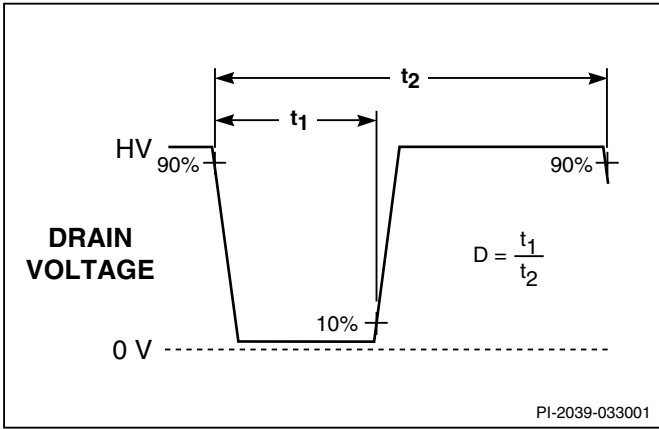 t2
t1
HV
90%
90%
DRAIN
VOLTAGE
D = t1
t2
10%
0 V
PI-2039-033001